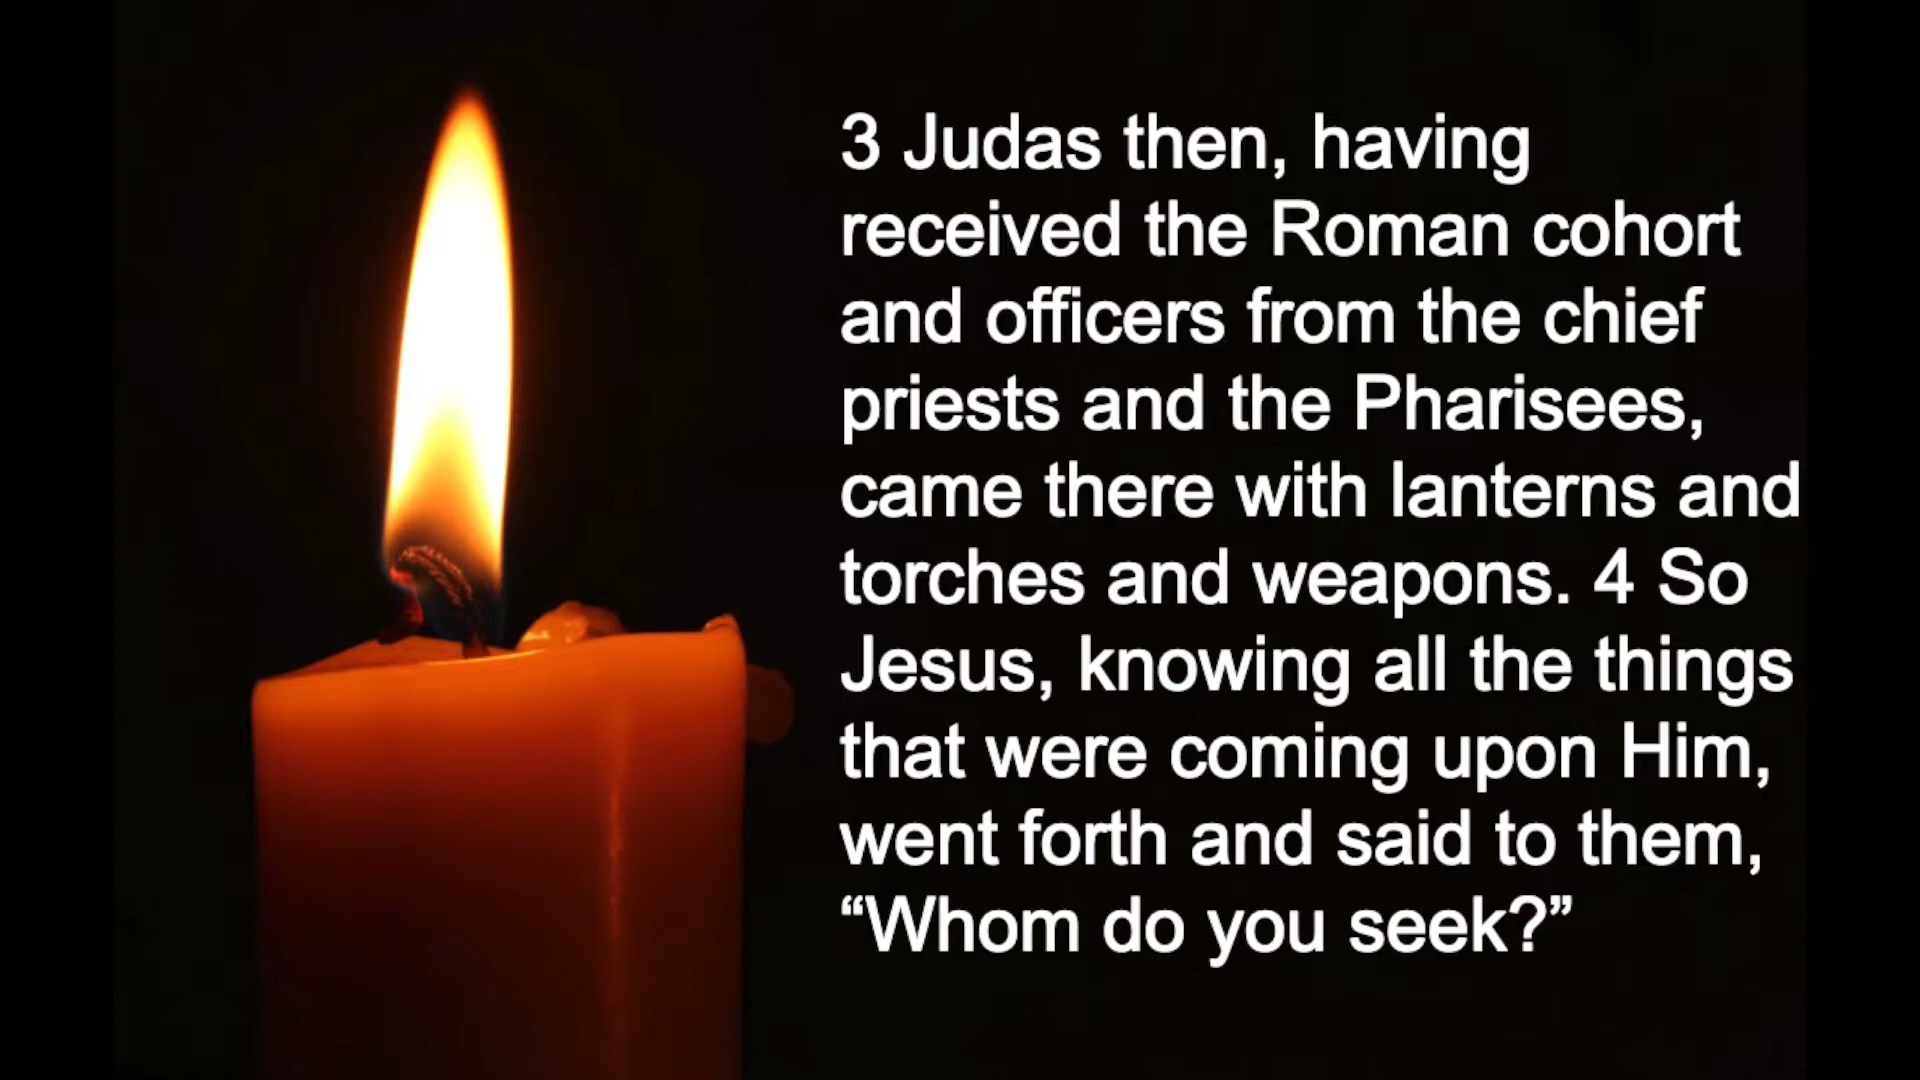 3 Judas then, having
received the Roman cohort
and officers from the chief
priests and the Pharisees,
came there with lanterns and
torches and weapons. 4 So
Jesus, knowing all the things
that were coming upon Him,
went forth and said to them,
“Whom do you seek?”